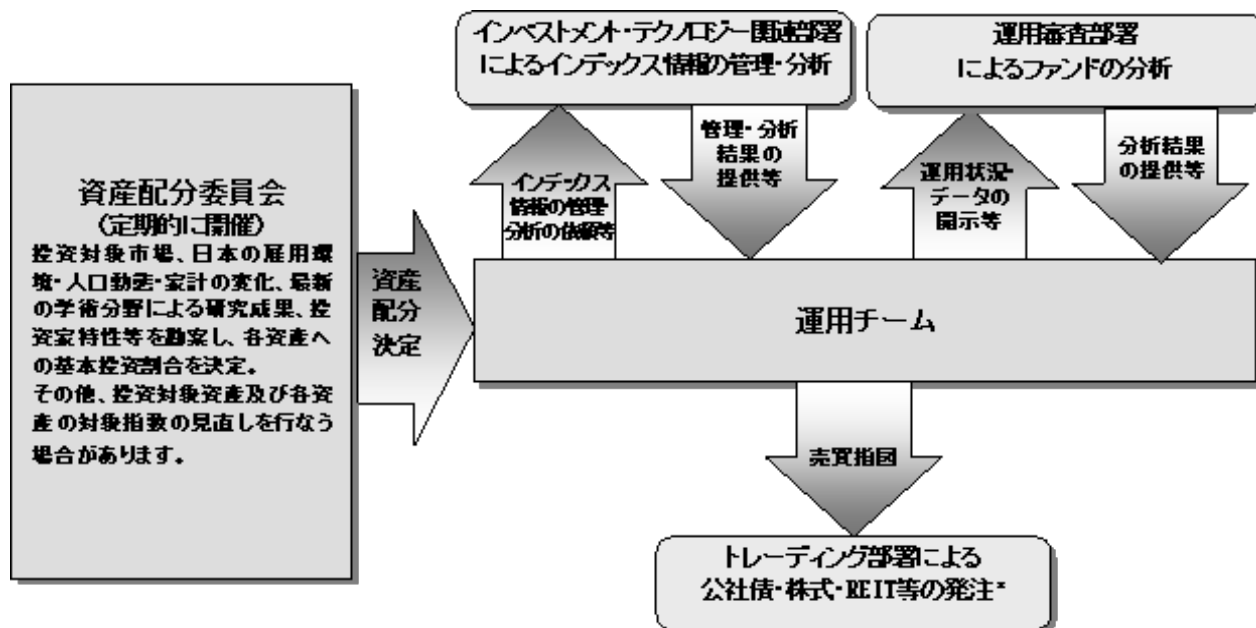 インベストメント・テクノロジー関連部署
によるインデックス情報の管理・分析
運用審査部署
によるファンドの分析
資産配分委員会
(定期的に開催)
投資対象市場、日本の雇用環
境・人口動態・家計の変化、最新
の学術分野による研究成果、投
資家特性等を勘案し、各資産へ
の基本投資割合を決定。
その他、投資対象資産及び各資
産の対象指数の見直しを行なう
場合があります。
資産
配分
決定
インデックス
情報の管理・
分析の依頼等
管理・分析
結果の
提供等
運用状況・
データの
開示等
分析結果
の提供等
運用チーム
売買指図
トレーディング部署による
公社債・株式・REIT等の発注*